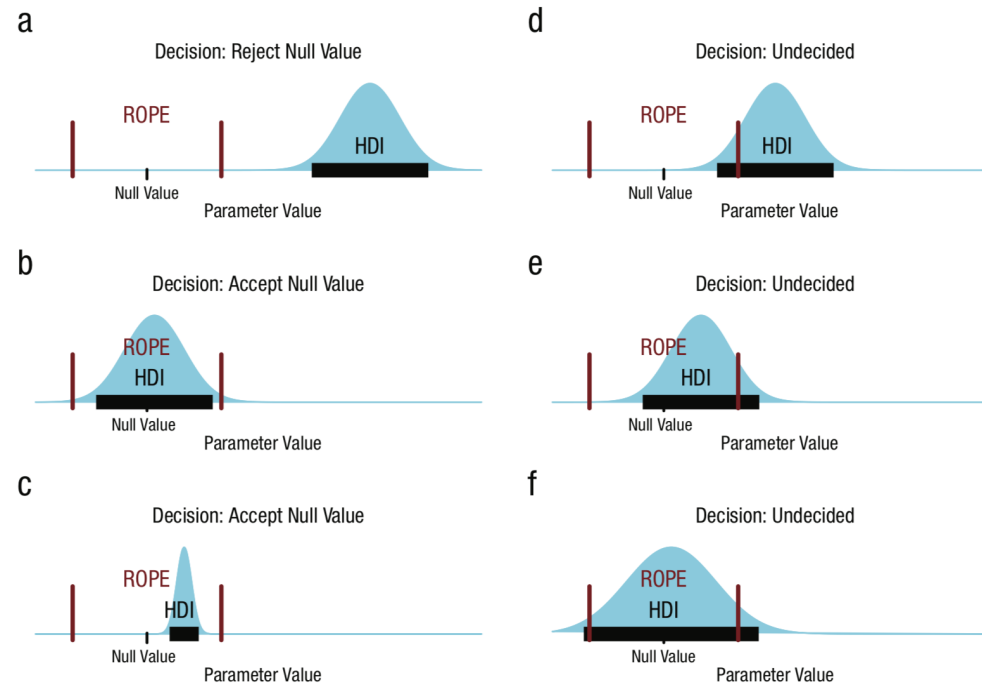 a
Decision: Reject Null Value
ROPE
HDI
Null Value
Parameter Value
b
Decision: Accept Null Value
ROPE
HDI
Null Value
Parameter Value
c
Decision: Accept Null Value
ROPE
HDI
Null Value
Parameter Value
d
Decision: Undecided
ROPE
HDI
Null Value
Parameter Value
e
Decision: Undecided
ROPE
HDI
Null Value
Parameter Value
f
Decision: Undecided
ROPE
HDI
Null Value
Parameter Value